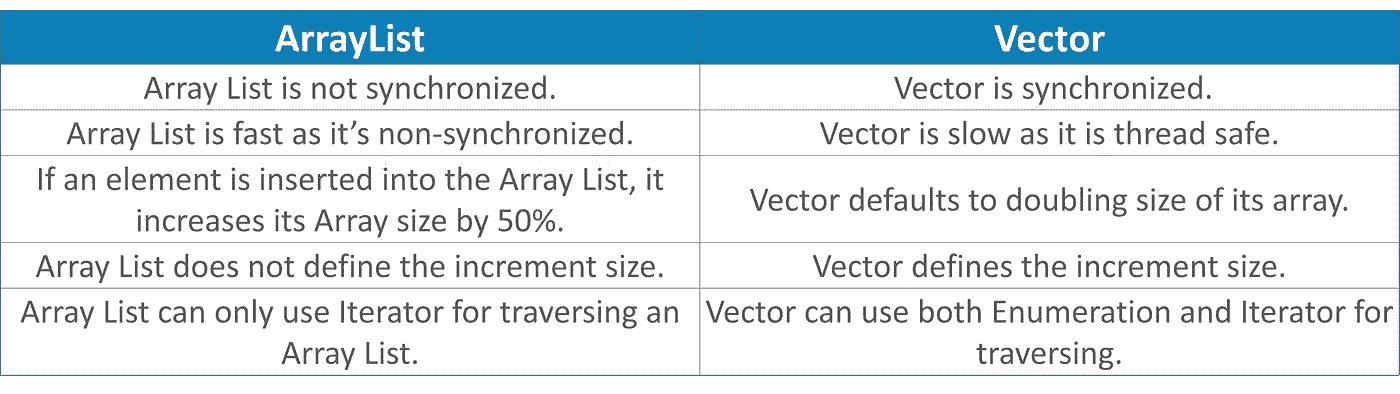 ArrayList
Vector
Array List is not synchronized.
Vector is synchronized.
Array List is fast as it’s non-synchronized.
Vector is slow as it is thread safe.
If an element is inserted into the Array List, it
increases its Array size by 50%.
Vector defaults to doubling size of its array.
Array List does not define the increment size.
Vector defines the increment size.
Array List can only use Iterator for traversing an
Array List.
Vector can use both Enumeration and Iterator for
traversing.